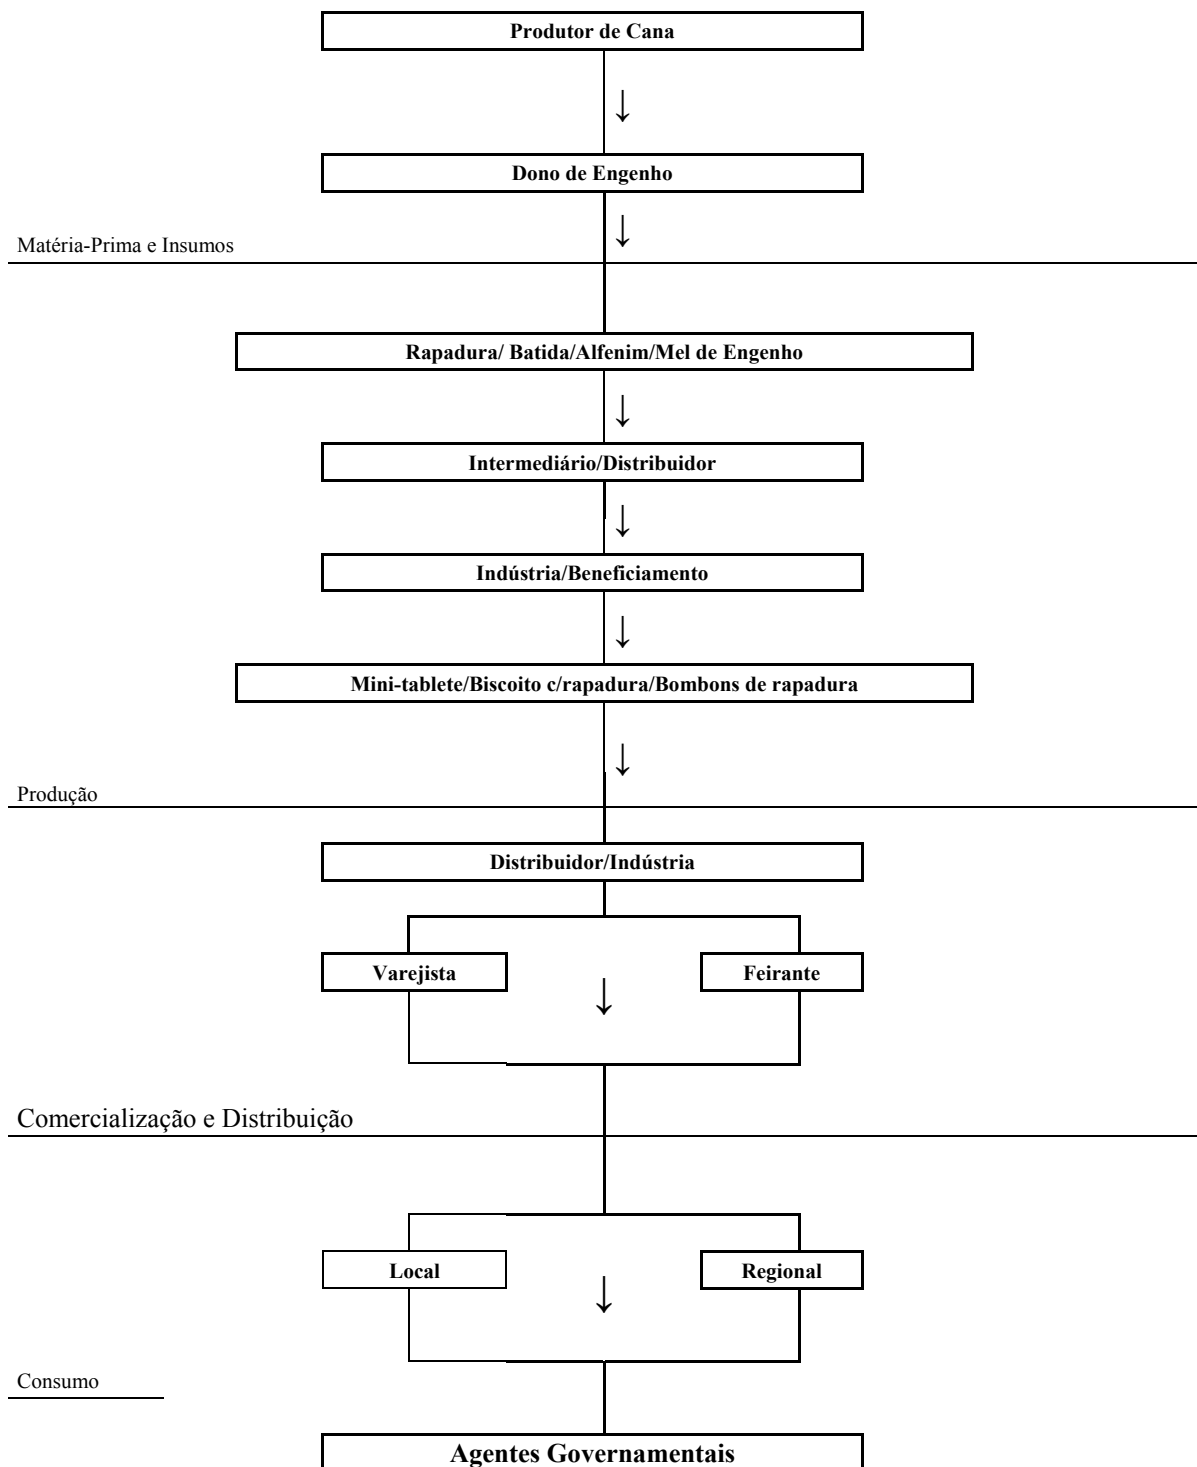 Produtor de Cana
↓
Dono de Engenho
↓
Matéria-Prima e Insumos
Rapadura/ Batida/Alfenim/Mel de Engenho
↓
Intermediário/Distribuidor
↓
Indústria/Beneficiamento
↓
Mini-tablete/Biscoito c/rapadura/Bombons de rapadura
↓
Produção
Distribuidor/Indústria
Varejista
Feirante
↓
Comercialização e Distribuição
Local
Regional
↓
Consumo
Agentes Governamentais